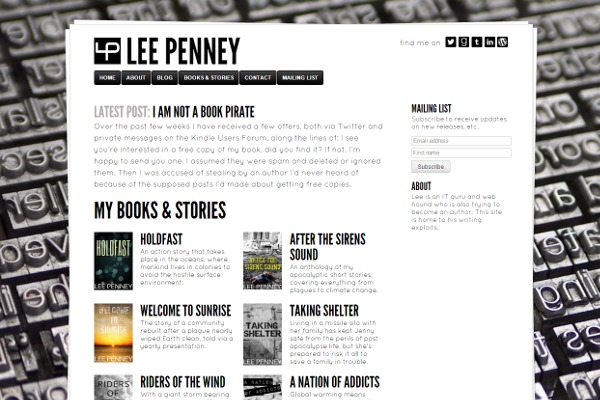 LP LEE PENNEY
find me on
HOME ABOUT BLOG BOOKS & STORIES CONTACT MAILING LIST
LATEST POST: I AM NOT A BOOK PIRATE
Over the past few weeks I have received a few offers, both via Twitter and
private messages on the Kindle Users Forum, along the lines of: I see
you're interested in a free copy of my book, did you find it? If not, I'm
happy to send you one. I assumed they were spam and deleted or ignored
them. Then I was accused of stealing by an author I'd never heard of
because of the supposed posts I'd made about getting free copies.
MAILING LIST
Subscribe to receive updates
on new releases, etc.
Email address
First name
Subscribe
ABOUT
Lee is an IT guru and web
hound who is also trying to
become an author. This site
is home to his writing
exploits.
MY BOOKS & STORIES
HOLDFAST
LEE PENNEY
HOLDFAST
An action story that takes
place in the oceans, where
mankind lives in colonies to
avoid the hostile surface
environment.
AFTER THE
SIRENS SOUND
LEE PENNEY
AFTER THE SIRENS
SOUND
An anthology of my
apocalyptic short stories,
covering everything from
plagues to climate change.
WELCOME TO
SUNRISE
LEE PENNEY
WELCOME TO SUNRISE
The story of a community
rebuilt after a plague nearly
wiped Earth clean, told via a
yearly presentation.
TAKING
SHELTER
LEE PENNEY
TAKING SHELTER
Living in a missile silo with
her family has kept Jenny
safe from the perils of post-
apocalypse life, but she's
prepared to risk it all to
save a family in trouble.
RIDERS
OF
RIDERS OF THE WIND
With a giant storm bearing
A NATION
OF ADDICTS
A NATION OF ADDICTS
Global warming means